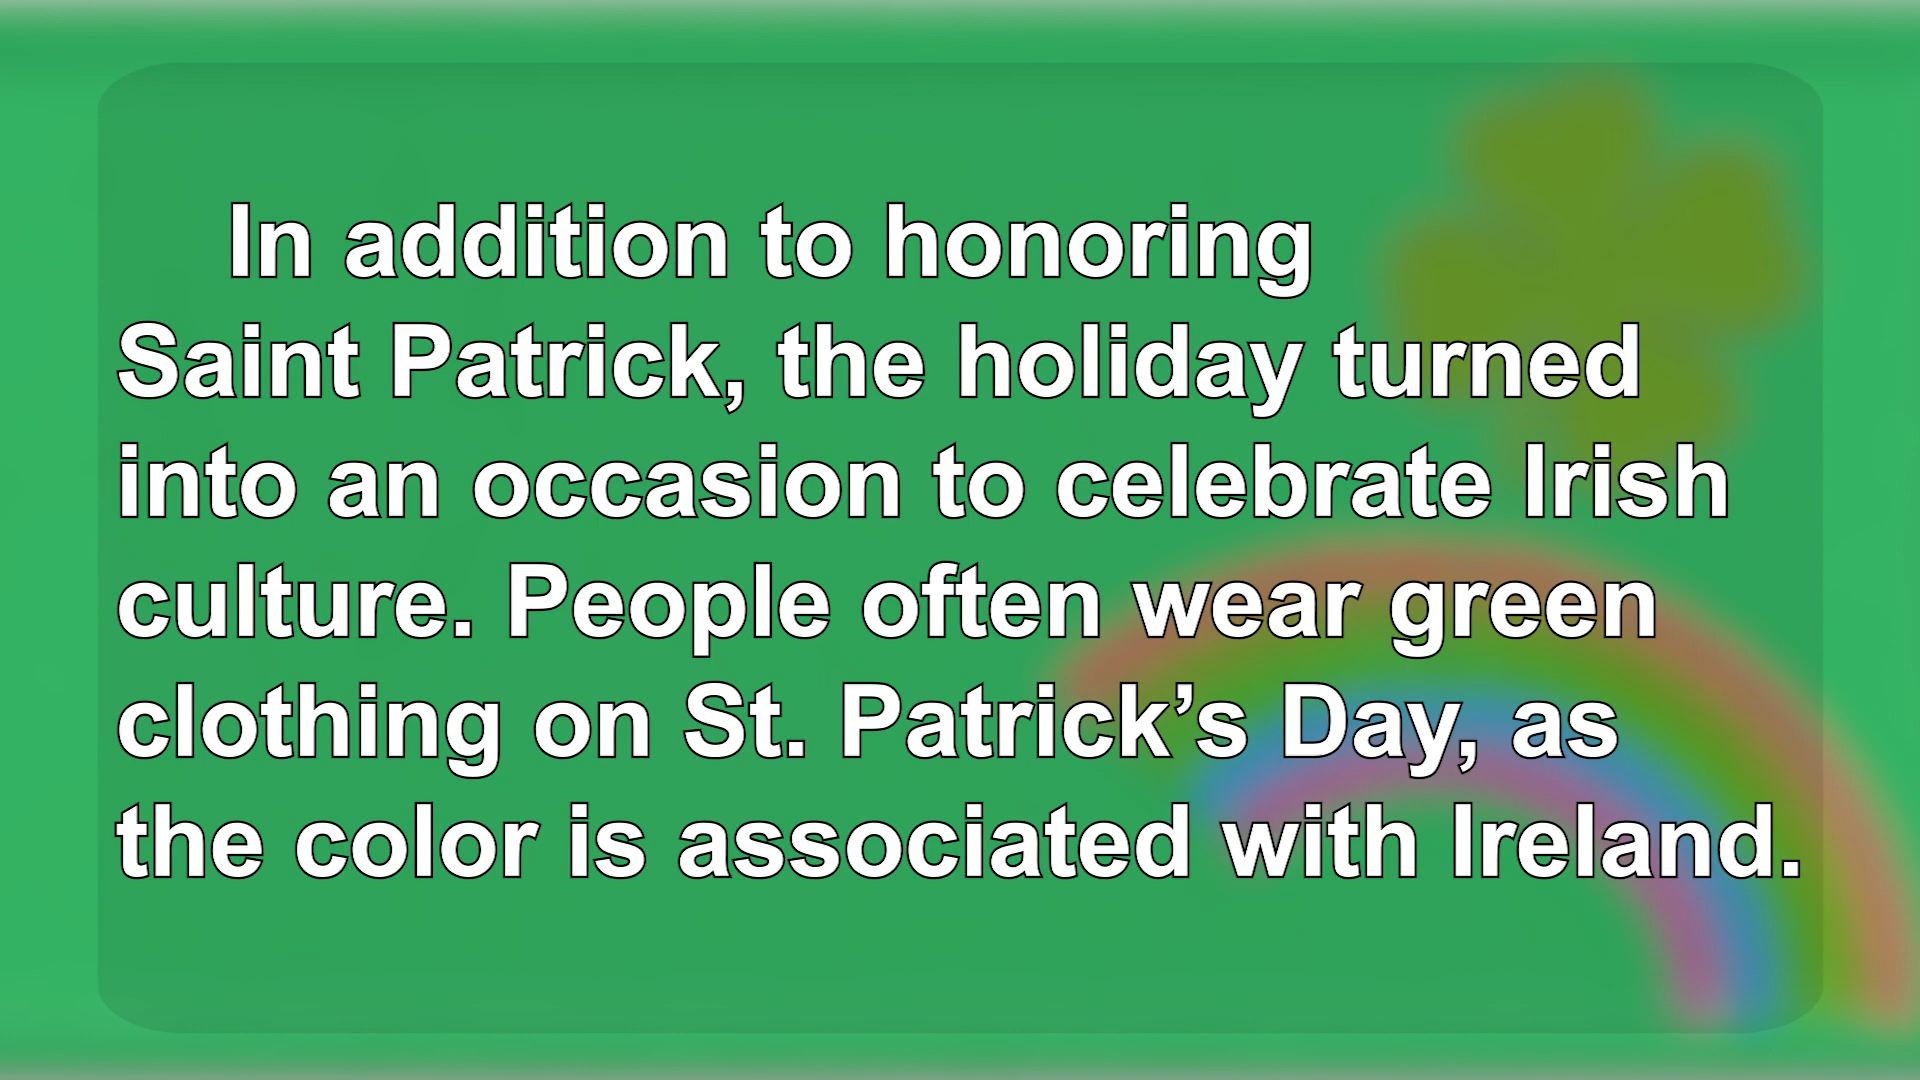 In addition to honoring
Saint Patrick, the holiday turned
into an occasion to celebrate Irish
culture. People often wear green
clothing on St. Patrick’s Day, as
the color is associated with Ireland.